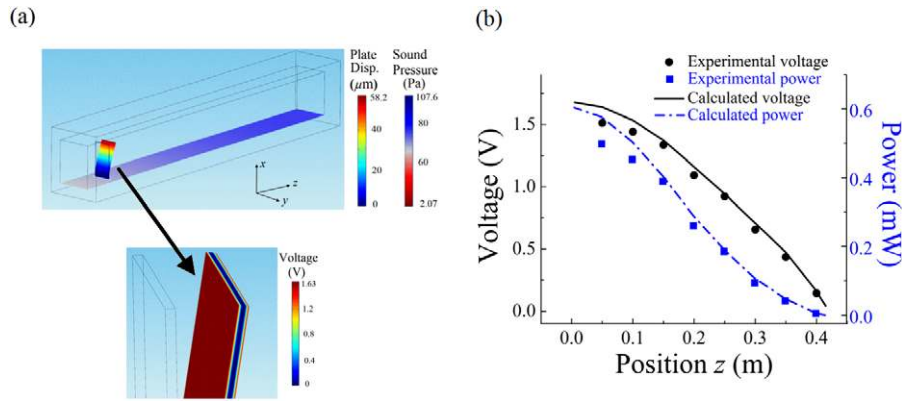 (a)
Plate
Disp.
(μm)
Sound
Pressure
(Pa)
58.2
40
20
0
107.6
80
60
2.07
x
z
y
Voltage
(V)
1.63
1.2
0.8
0.4
0
(b)
Experimental voltage
Experimental power
Calculated voltage
Calculated power
Voltage (V)
1.5
1.0
0.5
0.0
Power (mW)
0.6
0.4
0.2
0.0
0.0 0.1 0.2 0.3 0.4
Position z (m)